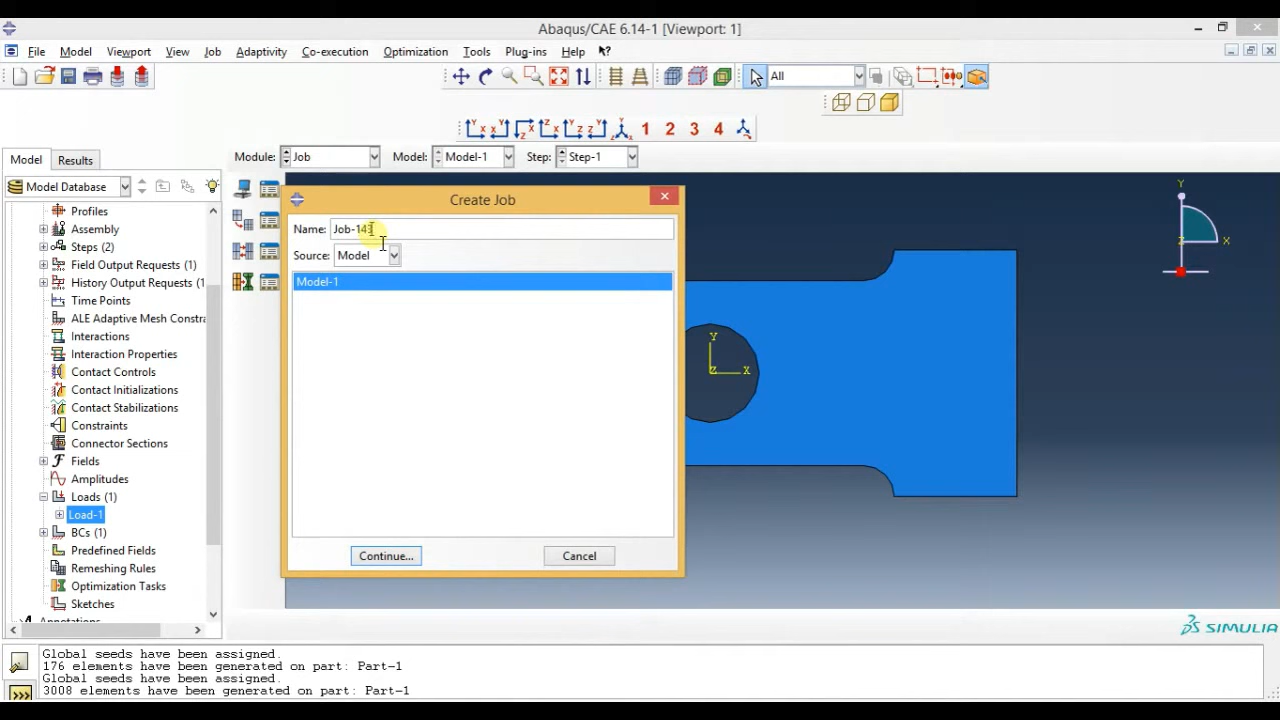 Abaqus/CAE 6.14-1 [Viewport: 1]
File Model Viewport View Job Adaptivity Co-execution Optimization Tools Plug-ins Help
All
1 2 3 4
Model Results
Module: Job Model: Model-1 Step: Step-1
Model Database
Profiles
Assembly
Steps (2)
Field Output Requests (1)
History Output Requests (1
Time Points
ALE Adaptive Mesh Constra
Interactions
Interaction Properties
Contact Controls
Contact Initializations
Contact Stabilizations
Constraints
Connector Sections
Fields
Amplitudes
Loads (1)
Load-1
BCs (1)
Predefined Fields
Remeshing Rules
Optimization Tasks
Sketches
Create Job
Name: Job-143
Source: Model
Model-1
Continue... Cancel
Y
X
Z
Y
X
Z
SIMULIA
Global seeds have been assigned.
176 elements have been generated on part: Part-1
Global seeds have been assigned.
3008 elements have been generated on part: Part-1
>>>